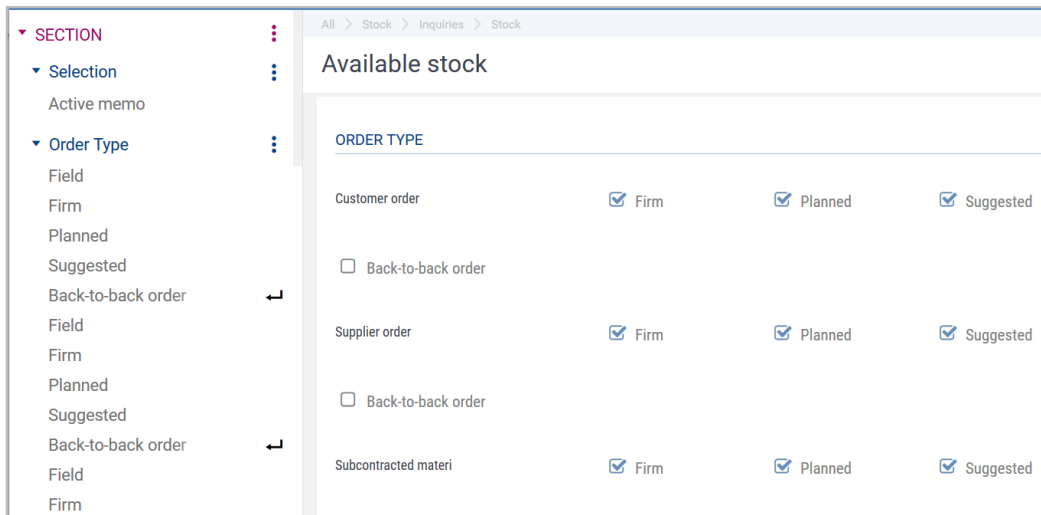 SECTION
Selection
Active memo
Order Type
Field
Firm
Planned
Suggested
Back-to-back order
Field
Firm
Planned
Suggested
Back-to-back order
Field
Firm
All > Stock > Inquiries > Stock
Available stock
ORDER TYPE
Customer order Firm Planned Suggested
Back-to-back order
Supplier order Firm Planned Suggested
Back-to-back order
Subcontracted materi Firm Planned Suggested